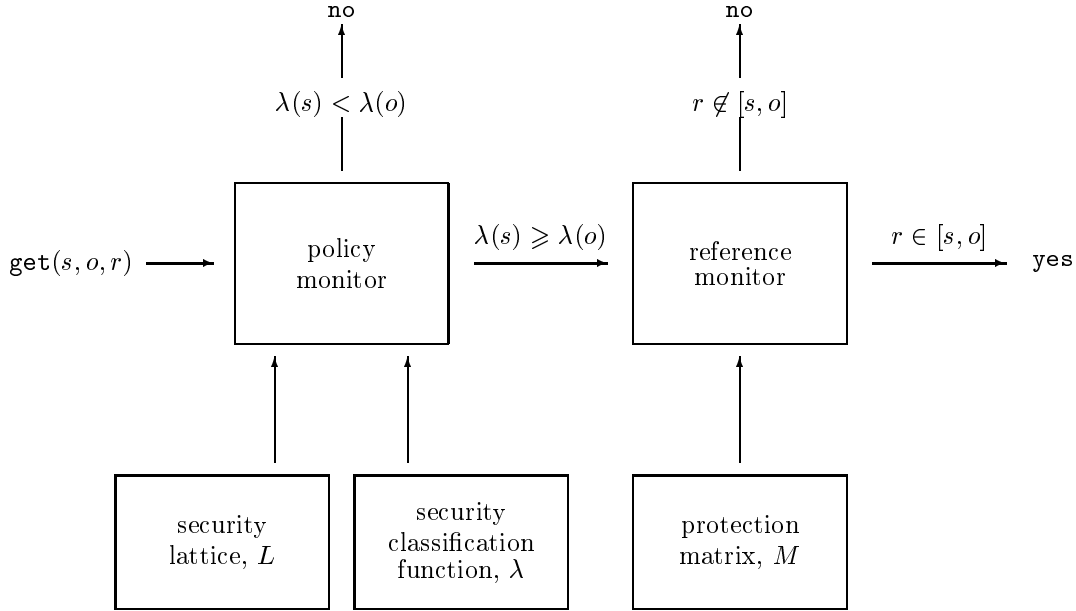 no no
λ(s) < λ(o) r ∉ [s, o]
get(s, o, r)
policy
monitor
λ(s) ⩾ λ(o)
reference
monitor
r ∈ [s, o]
yes
security
lattice, L
security
classification
function, λ
protection
matrix, M